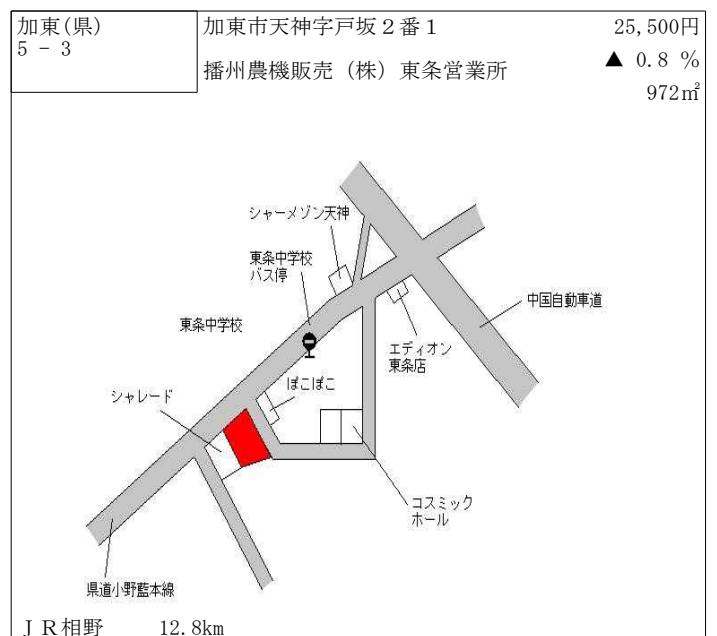 加東(県)
5 - 3
加東市天神字戸坂２番１
播州農機販売（株）東条営業所
25,500円
▲ 0.8 %
972㎡
シャーメゾン天神
東条中学校
バス停
東条中学校
中国自動車道
エディオン
東条店
ぽこぽこ
シャレード
コスミック
ホール
県道小野藍本線
ＪＲ相野 12.8km